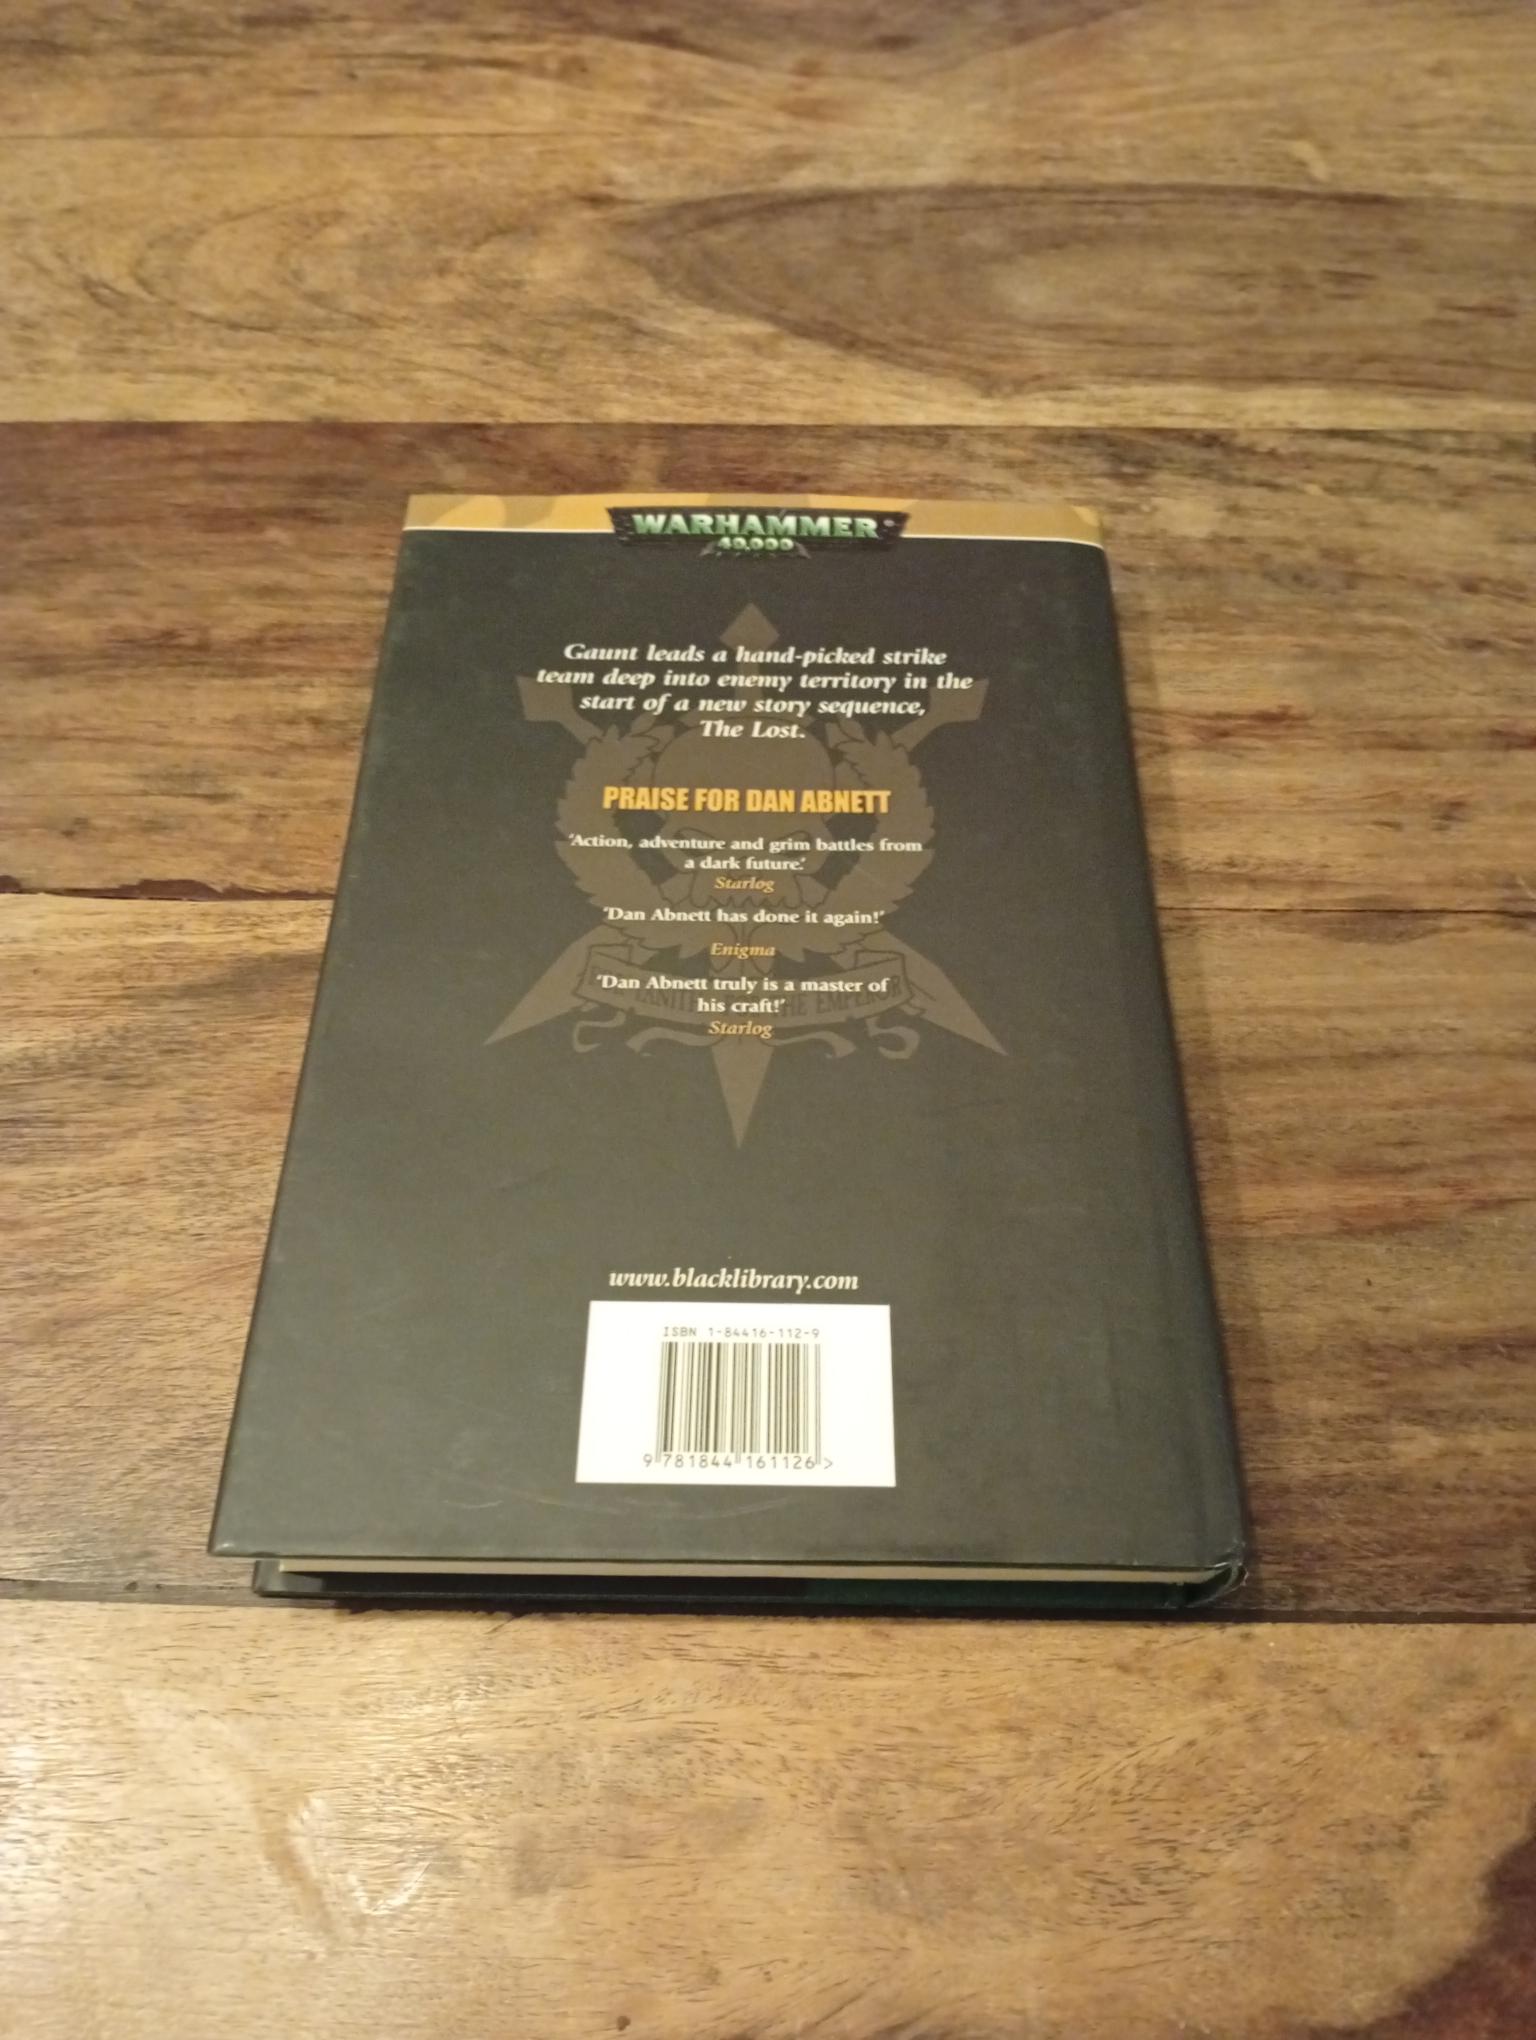 WARHAMMER®
40,000
Gaunt leads a hand-picked strike
team deep into enemy territory in the
start of a new story sequence,
The Lost.
PRAISE FOR DAN ABNETT
'Action, adventure and grim battles from
a dark future.'
Starlog
'Dan Abnett has done it again!'
Enigma
'Dan Abnett truly is a master of
his craft!'
Starlog
THE EMPEROR
www.blacklibrary.com
ISBN 1-84416-112-9
9 781844 161126 >